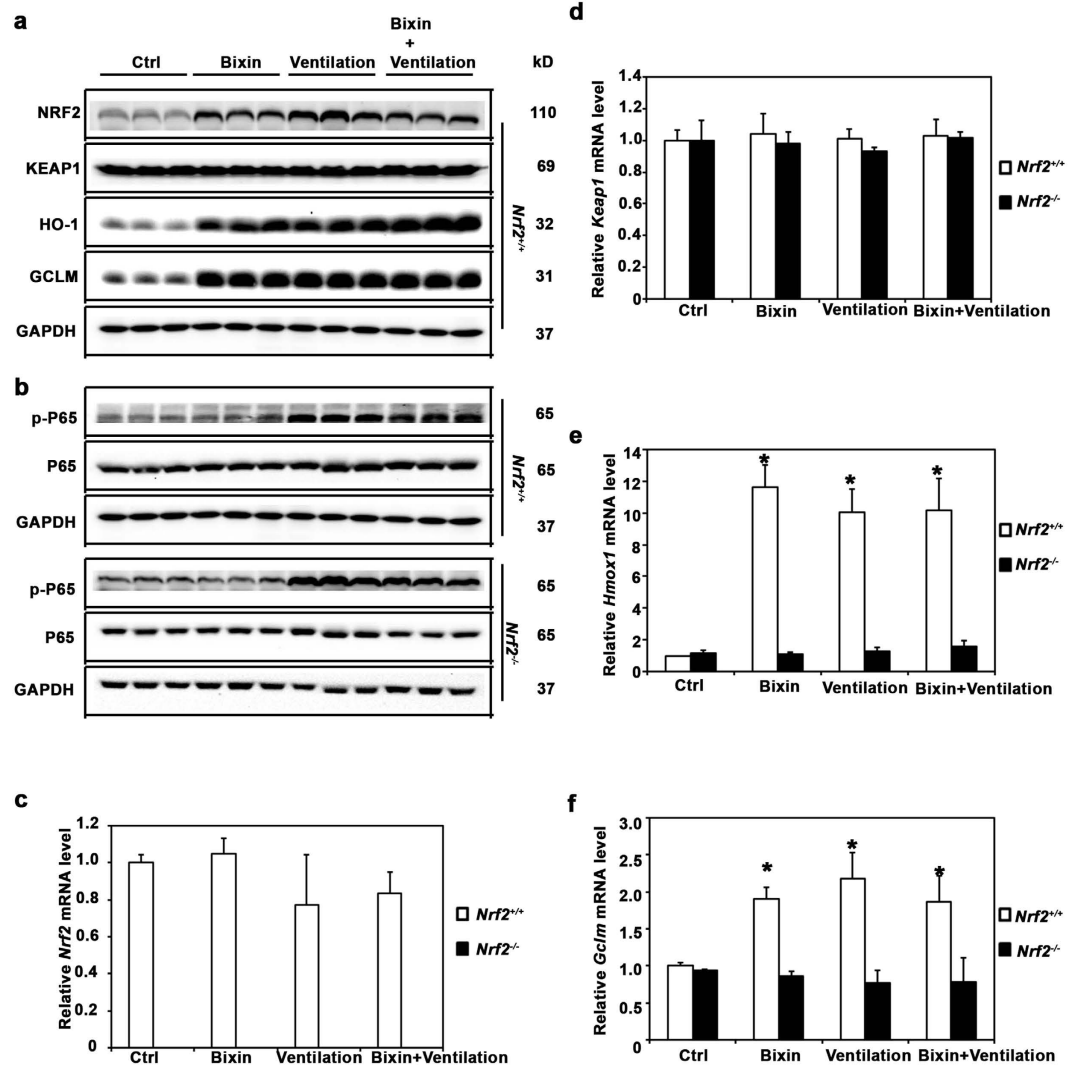 a
Bixin
+
Ctrl Bixin Ventilation Ventilation kD
NRF2 110
KEAP1 69
HO-1 32
GCLM 31
GAPDH 37
Nrf2+/+
b
p-P65 65
P65 65
GAPDH 37
Nrf2+/+
p-P65 65
P65 65
GAPDH 37
Nrf2-/-
c
Relative Nrf2 mRNA level
1.2
1.0
0.8
0.6
0.4
0.2
0
Ctrl Bixin Ventilation Bixin+Ventilation
Nrf2+/+
Nrf2-/-
d
Relative Keap1 mRNA level
1.4
1.2
1.0
0.8
0.6
0.4
0.2
0
Ctrl Bixin Ventilation Bixin+Ventilation
Nrf2+/+
Nrf2-/-
e
Relative Hmox1 mRNA level
14
12
10
8
6
4
2
0
* * *
Ctrl Bixin Ventilation Bixin+Ventilation
Nrf2+/+
Nrf2-/-
f
Relative Gclm mRNA level
3.0
2.5
2.0
1.5
1.0
0.5
0
* * *
Ctrl Bixin Ventilation Bixin+Ventilation
Nrf2+/+
Nrf2-/-